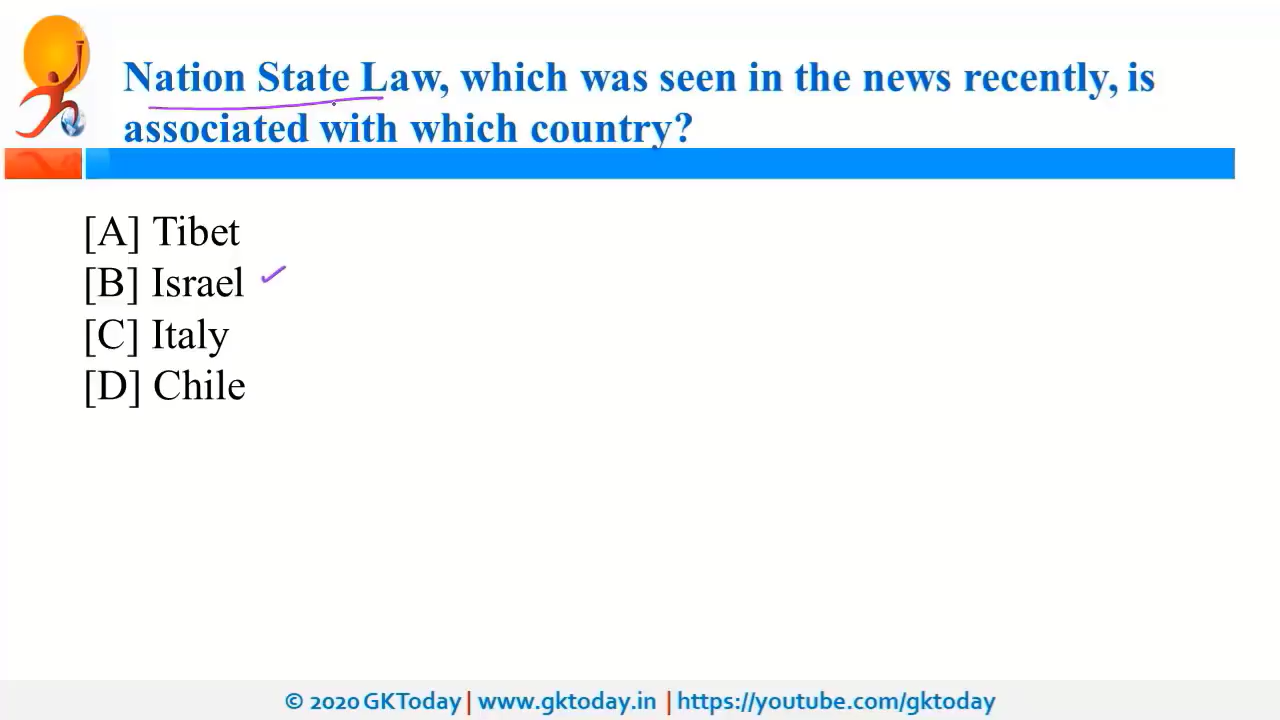 Nation State Law, which was seen in the news recently, is
associated with which country?
[A] Tibet
[B] Israel
[C] Italy
[D] Chile
© 2020 GKToday | www.gktoday.in | https://youtube.com/gktoday